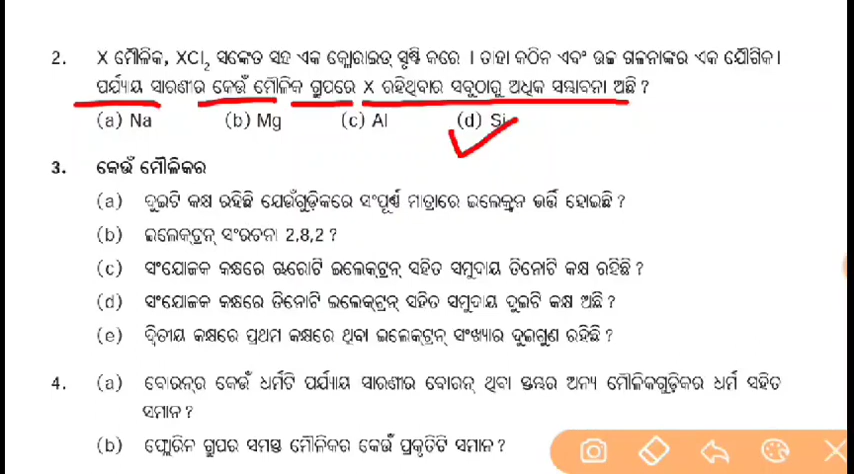 2. X ମୌଳିକ, XCl₂ ସଙ୍କେତ ସହ ଏକ କ୍ଲୋରାଇଡ୍ ସୃଷ୍ଟି କରେ । ତାହା କଠିନ ଏବଂ ଉଚ୍ଚ ଗଳନାଙ୍କର ଏକ ଯୌଗିକ।
ପର୍ଯ୍ୟାୟ ସାରଣୀର କେଉଁ ମୌଳିକ ଗ୍ରୁପରେ X ରହିଥିବାର ସବୁଠାରୁ ଅଧିକ ସମ୍ଭାବନା ଅଛି ?
(a) Na (b) Mg (c) Al (d) Si
3. କେଉଁ ମୌଳିକର
(a) ଦୁଇଟି କକ୍ଷ ରହିଛି ଯେଉଁଗୁଡ଼ିକରେ ସଂପୂର୍ଣ୍ଣ ମାତ୍ରାରେ ଇଲେକ୍ଟ୍ରନ ଭର୍ତ୍ତି ହୋଇଛି ?
(b) ଇଲେକ୍ଟ୍ରନ୍ ସଂରଚନା 2,8,2 ?
(c) ସଂଯୋଜକ କକ୍ଷରେ ଋରୋଟି ଇଲେକ୍ଟ୍ରନ୍ ସହିତ ସମୁଦାୟ ତିନୋଟି କକ୍ଷ ରହିଛି ?
(d) ସଂଯୋଜକ କକ୍ଷରେ ତିନୋଟି ଇଲେକ୍ଟ୍ରନ୍ ସହିତ ସମୁଦାୟ ଦୁଇଟି କକ୍ଷ ଅଛି ?
(e) ଦ୍ୱିତୀୟ କକ୍ଷରେ ପ୍ରଥମ କକ୍ଷରେ ଥିବା ଇଲେକ୍ଟ୍ରନ୍ ସଂଖ୍ୟାର ଦୁଇଗୁଣ ରହିଛି ?
4. (a) ବୋରନ୍‌ର କେଉଁ ଧର୍ମଟି ପର୍ଯ୍ୟାୟ ସାରଣୀର ବୋରନ୍ ଥିବା ସ୍ତମ୍ଭର ଅନ୍ୟ ମୌଳିକଗୁଡ଼ିକର ଧର୍ମ ସହିତ
ସମାନ ?
(b) ଫ୍ଲୋରିନ ଗ୍ରୁପର ସମସ୍ତ ମୌଳିକର କେଉଁ ପ୍ରକୃତିଟି ସମାନ ?